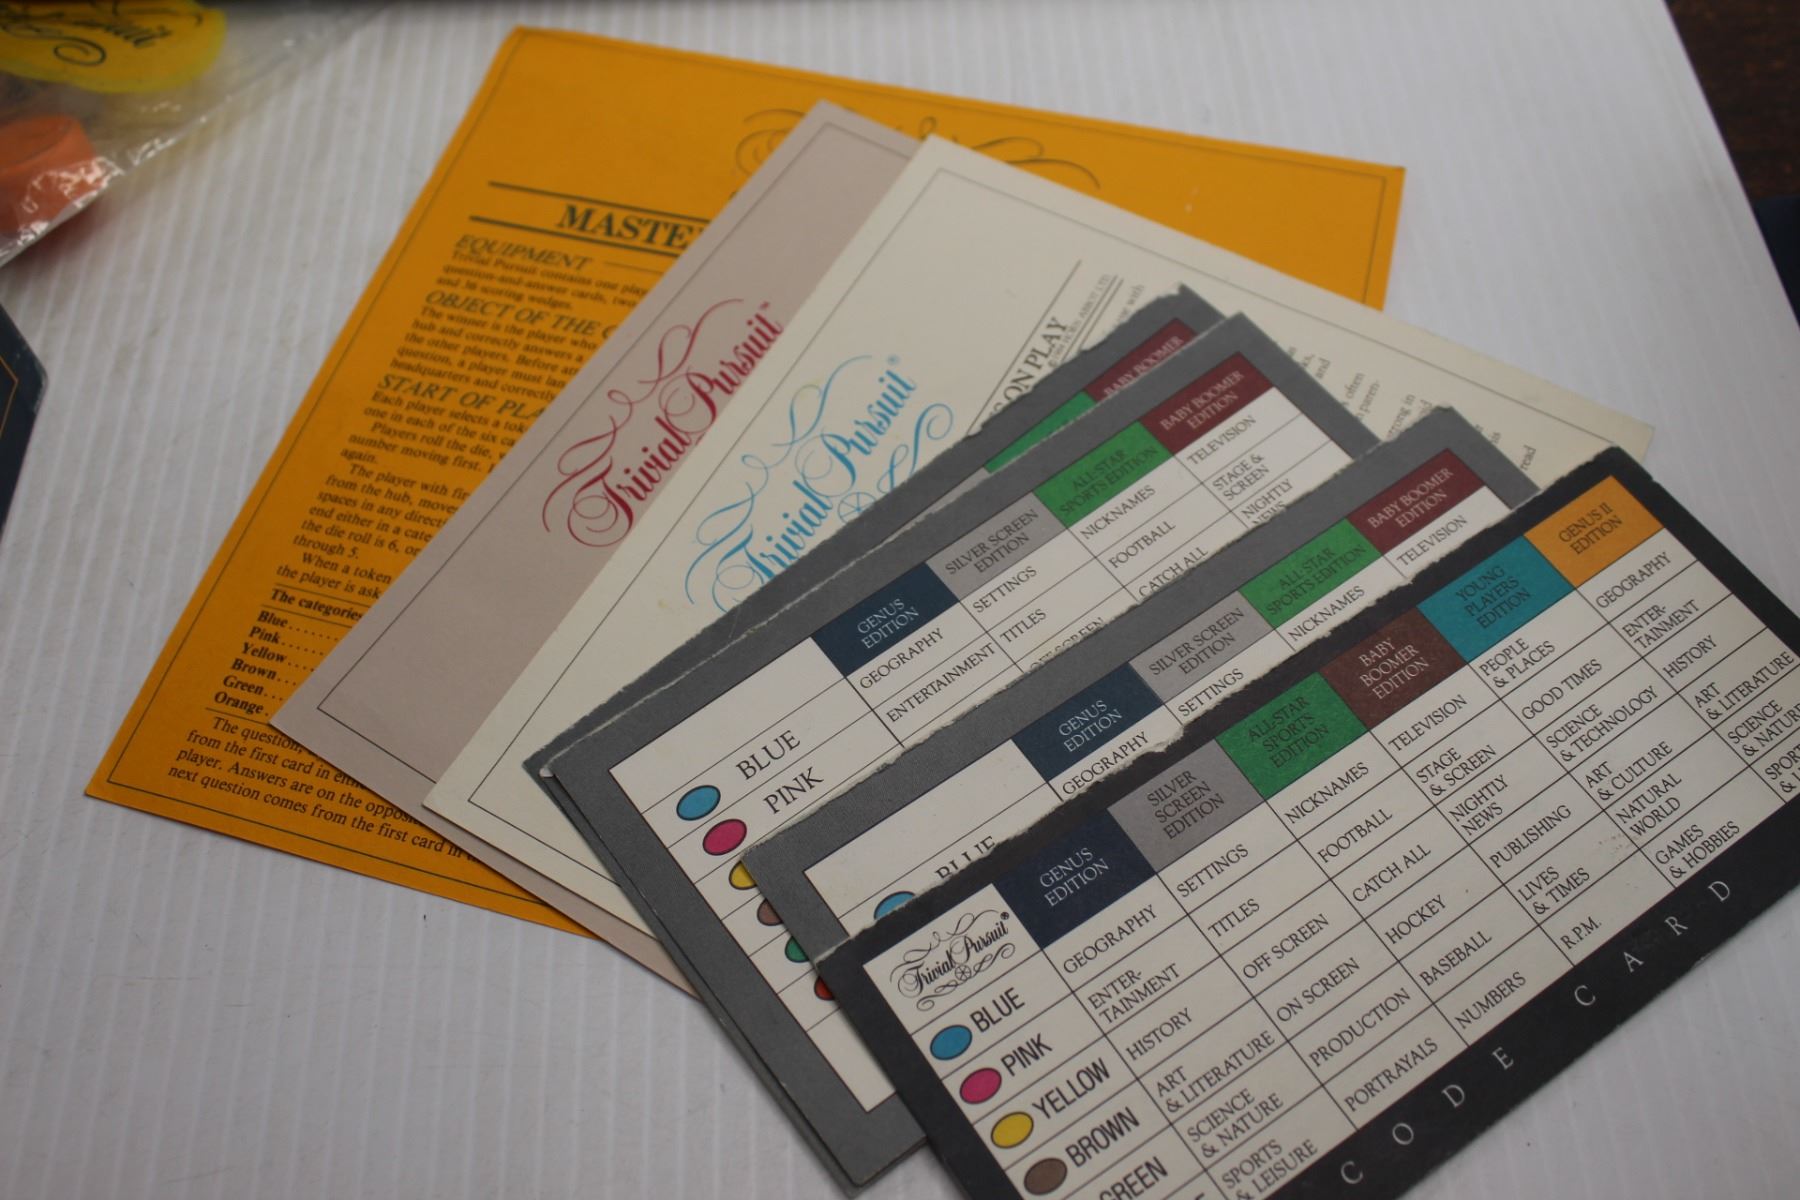 MASTE
EQUIPMENT
Trivial Pursuit contains one play
question-and-answer cards, tw
and 36 scoring wedges.
OBJECT OF THE G
The winner is the player who
hub and correctly answers a
the other players. Before at
question, a player must lan
headquarters and correctly
START OF PLA
Each player selects a tok
one in each of the six ca
Players roll the die, w
number moving first. I
again.
The player with fir
from the hub, move
spaces in any directi
end either in a cate
the die roll is 6, or
through 5.
When a token
the player is ask
The categories
Blue......
Pink......
Yellow....
Brown.....
Green.....
Orange....
The question,
from the first card in eith
player. Answers are on the opposi
next question comes from the first card in t
Trivial Pursuit™
Trivial Pursuit®
ON PLAY
BABY BOOMER
GENUS EDITION
SILVER SCREEN EDITION
ALL-STAR SPORTS EDITION
BABY BOOMER EDITION
BLUE
GEOGRAPHY
SETTINGS
NICKNAMES
TELEVISION
PINK
ENTERTAINMENT
TITLES
FOOTBALL
STAGE & SCREEN
OFF SCREEN
CATCH ALL
NIGHTLY NEWS
GENUS EDITION
SILVER SCREEN EDITION
ALL-STAR SPORTS EDITION
BABY BOOMER EDITION
BLUE
GEOGRAPHY
SETTINGS
NICKNAMES
TELEVISION
Trivial Pursuit®
GENUS EDITION
SILVER SCREEN EDITION
ALL-STAR SPORTS EDITION
BABY BOOMER EDITION
YOUNG PLAYERS EDITION
GENUS II EDITION
BLUE
GEOGRAPHY
SETTINGS
NICKNAMES
TELEVISION
PEOPLE & PLACES
GEOGRAPHY
PINK
ENTER-TAINMENT
TITLES
FOOTBALL
STAGE & SCREEN
GOOD TIMES
ENTER-TAINMENT
YELLOW
HISTORY
OFF SCREEN
CATCH ALL
NIGHTLY NEWS
SCIENCE & TECHNOLOGY
HISTORY
BROWN
ART & LITERATURE
ON SCREEN
HOCKEY
PUBLISHING
ART & CULTURE
ART & LITERATURE
GREEN
SCIENCE & NATURE
PRODUCTION
BASEBALL
LIVES & TIMES
NATURAL WORLD
SCIENCE & NATURE
SPORTS & LEISURE
PORTRAYALS
NUMBERS
R.P.M.
GAMES & HOBBIES
SPORT
& L
CODE CARD